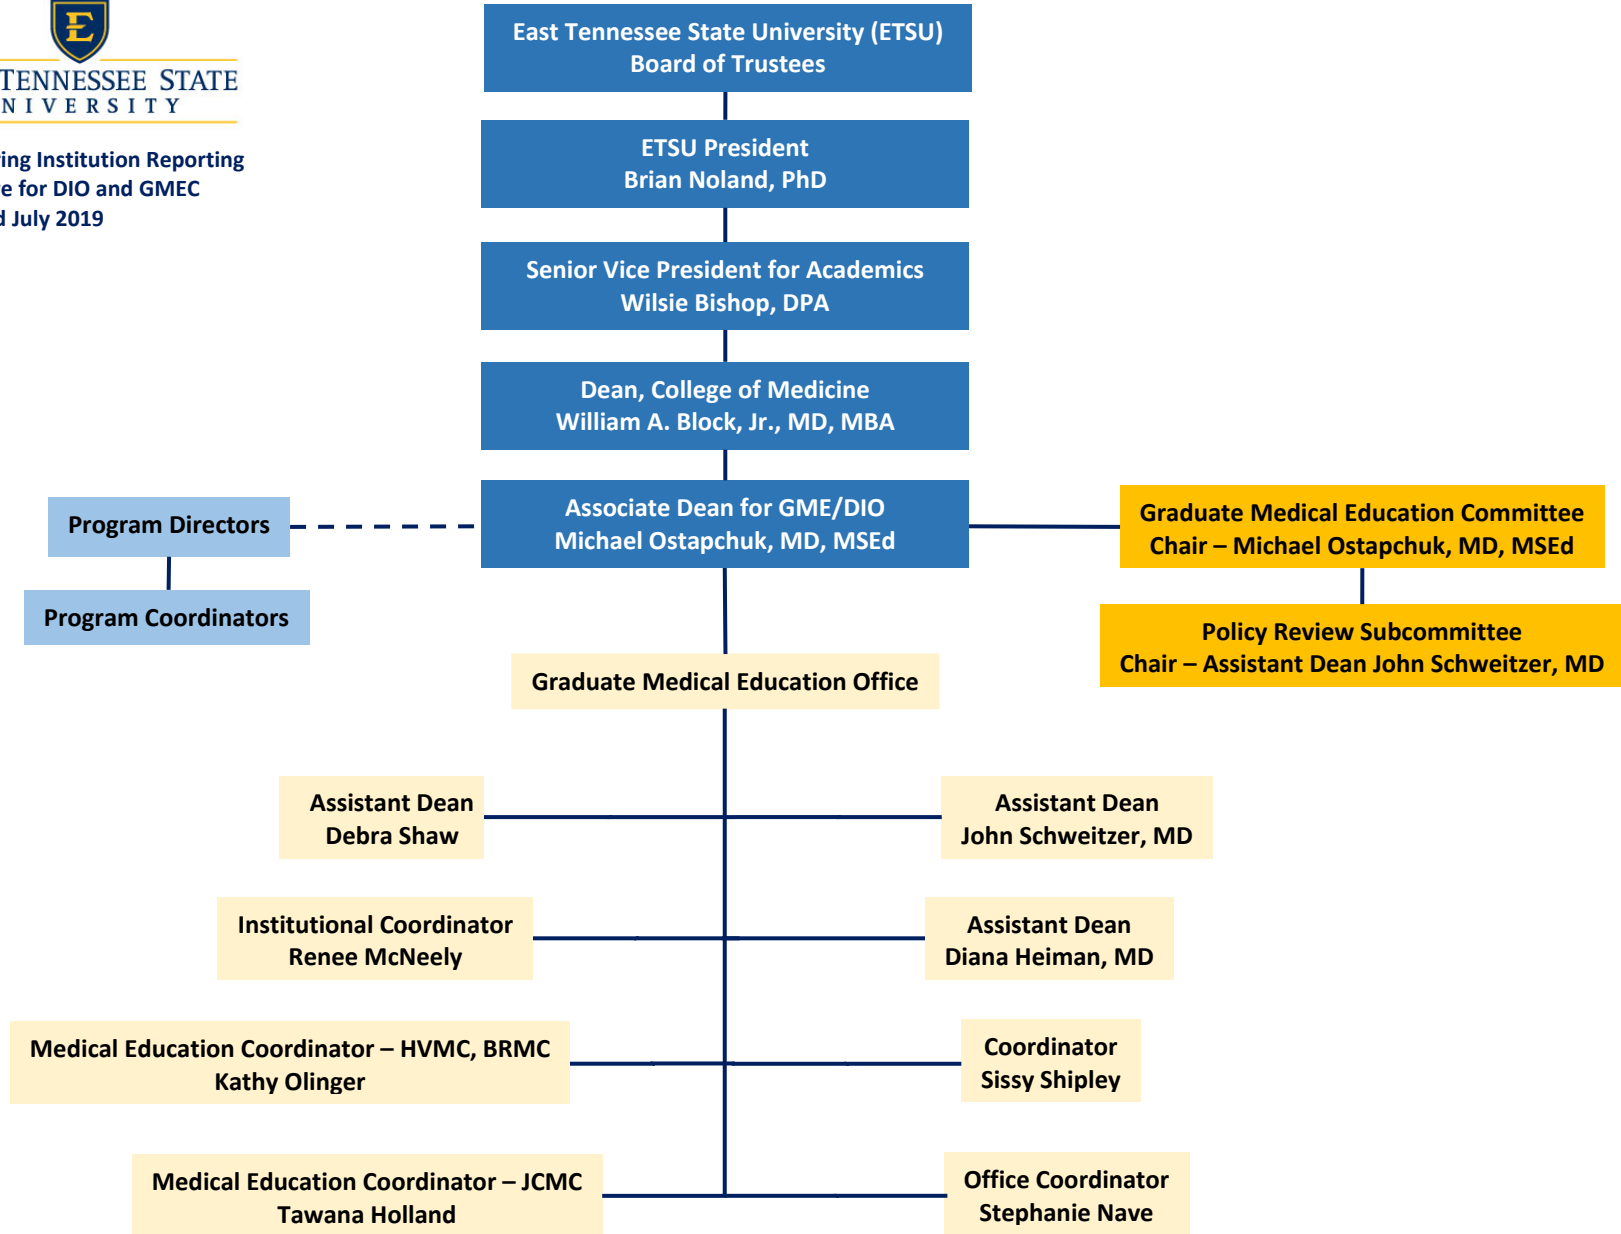 E
TENNESSEE STATE
East Tennessee State University (ETSU)
Board of Trustees
Institution Reporting
for DIO and GMEC
July 2019
ETSU President
Brian Noland, PhD
Senior Vice President for Academics
Wilsie Bishop, DPA
Dean, College of Medicine
William A. Block, Jr., MD, MBA
Associate Dean for GME/DIO
Michael Ostapchuk, MD, MSEd
Program Directors
Program Coordinators
Graduate Medical Education Committee
Chair – Michael Ostapchuk, MD, MSEd
Policy Review Subcommittee
Chair – Assistant Dean John Schweitzer, MD
Graduate Medical Education Office
Assistant Dean
Debra Shaw
Assistant Dean
John Schweitzer, MD
Institutional Coordinator
Renee McNeely
Assistant Dean
Diana Heiman, MD
Medical Education Coordinator – HVMC, BRMC
Kathy Olinger
Coordinator
Sissy Shipley
Medical Education Coordinator – JCMC
Tawana Holland
Office Coordinator
Stephanie Nave